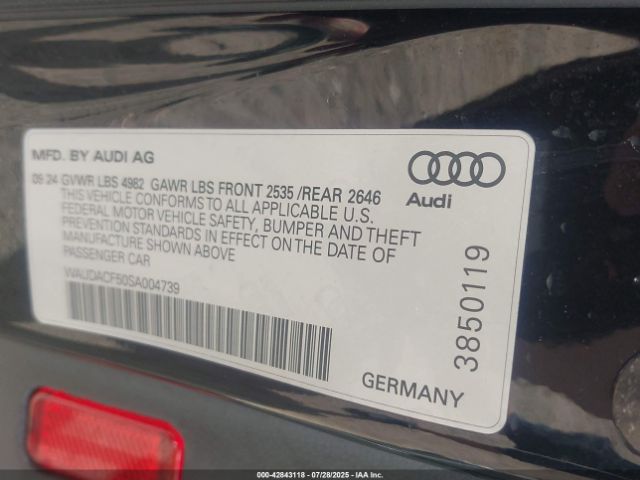 MFD. BY AUDI AG
09 24 GVWR LBS 4982 GAWR LBS FRONT 2535 /REAR 2646
THIS VEHICLE CONFORMS TO ALL APPLICABLE U.S.
FEDERAL MOTOR VEHICLE SAFETY, BUMPER AND THEFT
PREVENTION STANDARDS IN EFFECT ON THE DATE OF
MANUFACTURE SHOWN ABOVE
PASSENGER CAR
WAUDACF50SA004739
Audi
3850119
GERMANY
000-42843118 | 07/28/2025 - IAA, Inc.